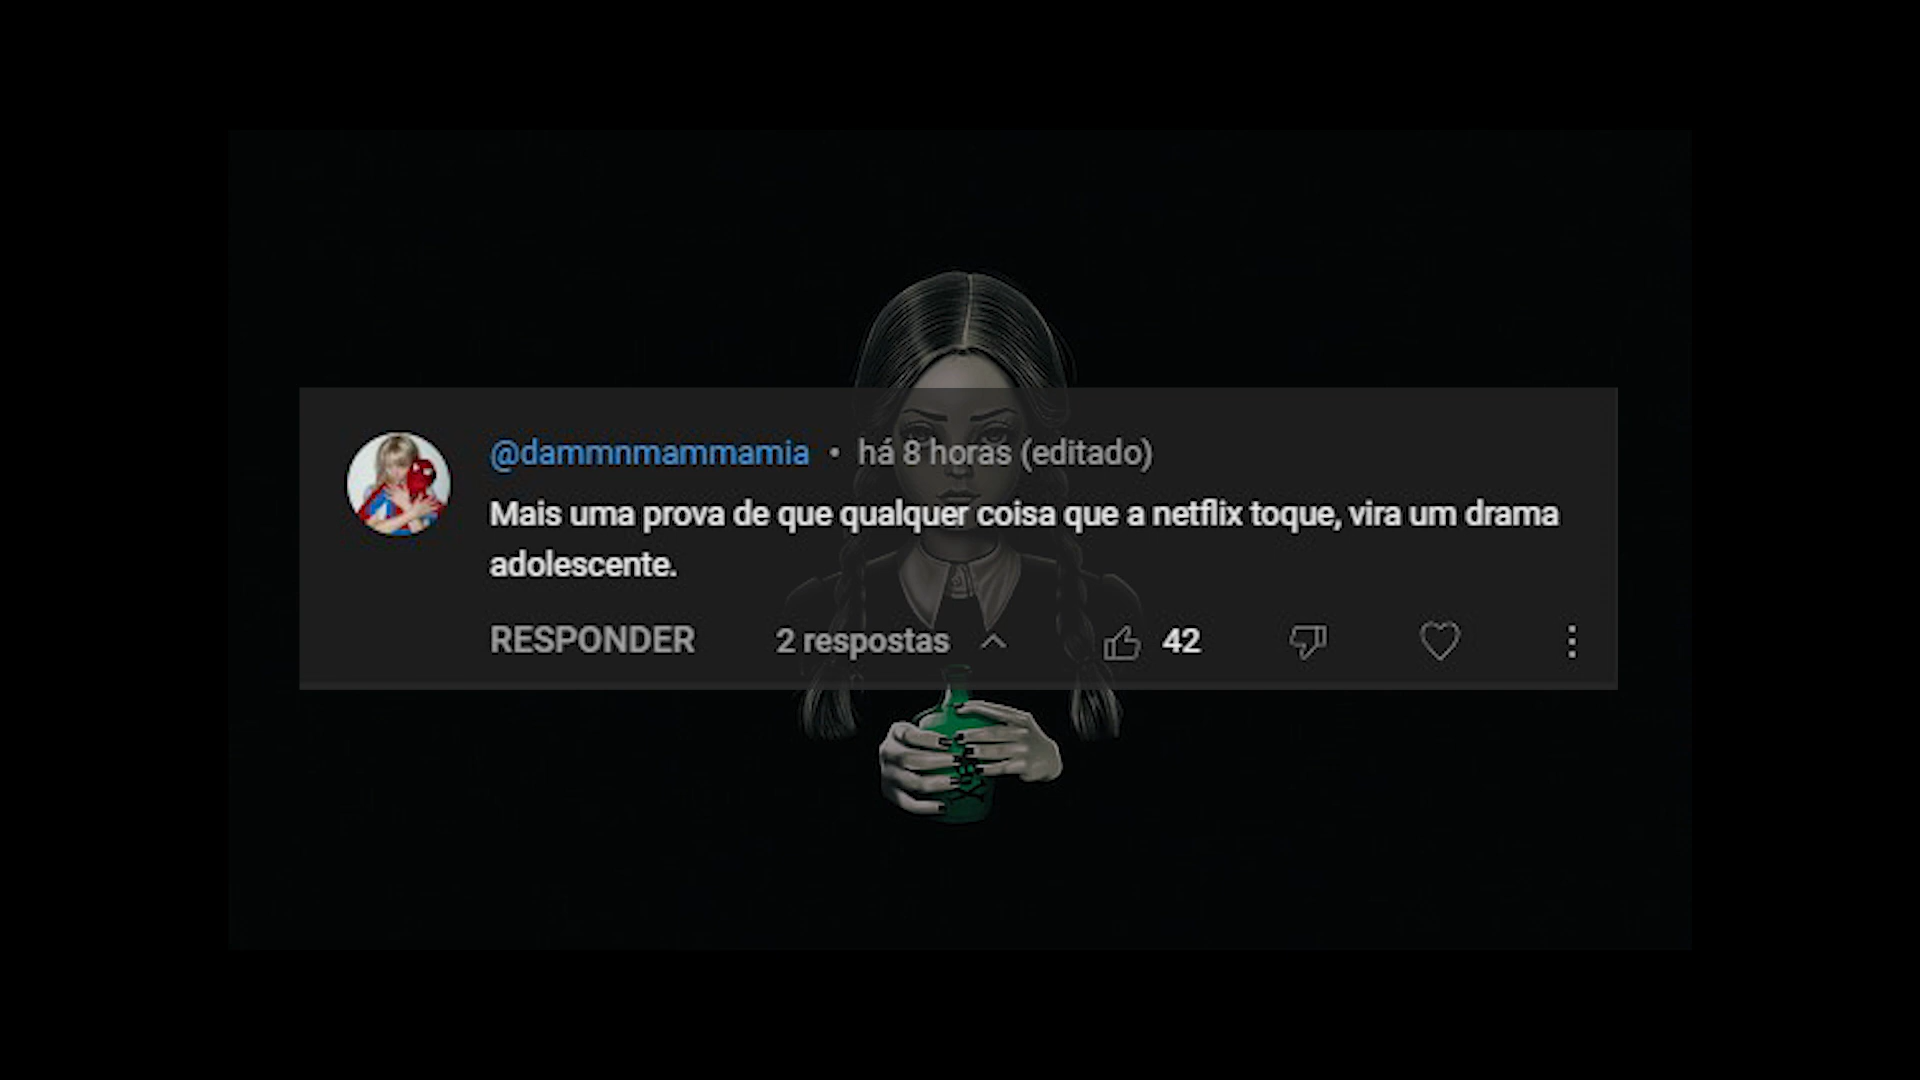 @dammnmammamia • há 8 horas (editado)
Mais uma prova de que qualquer coisa que a netflix toque, vira um drama
adolescente.
RESPONDER 2 respostas 42